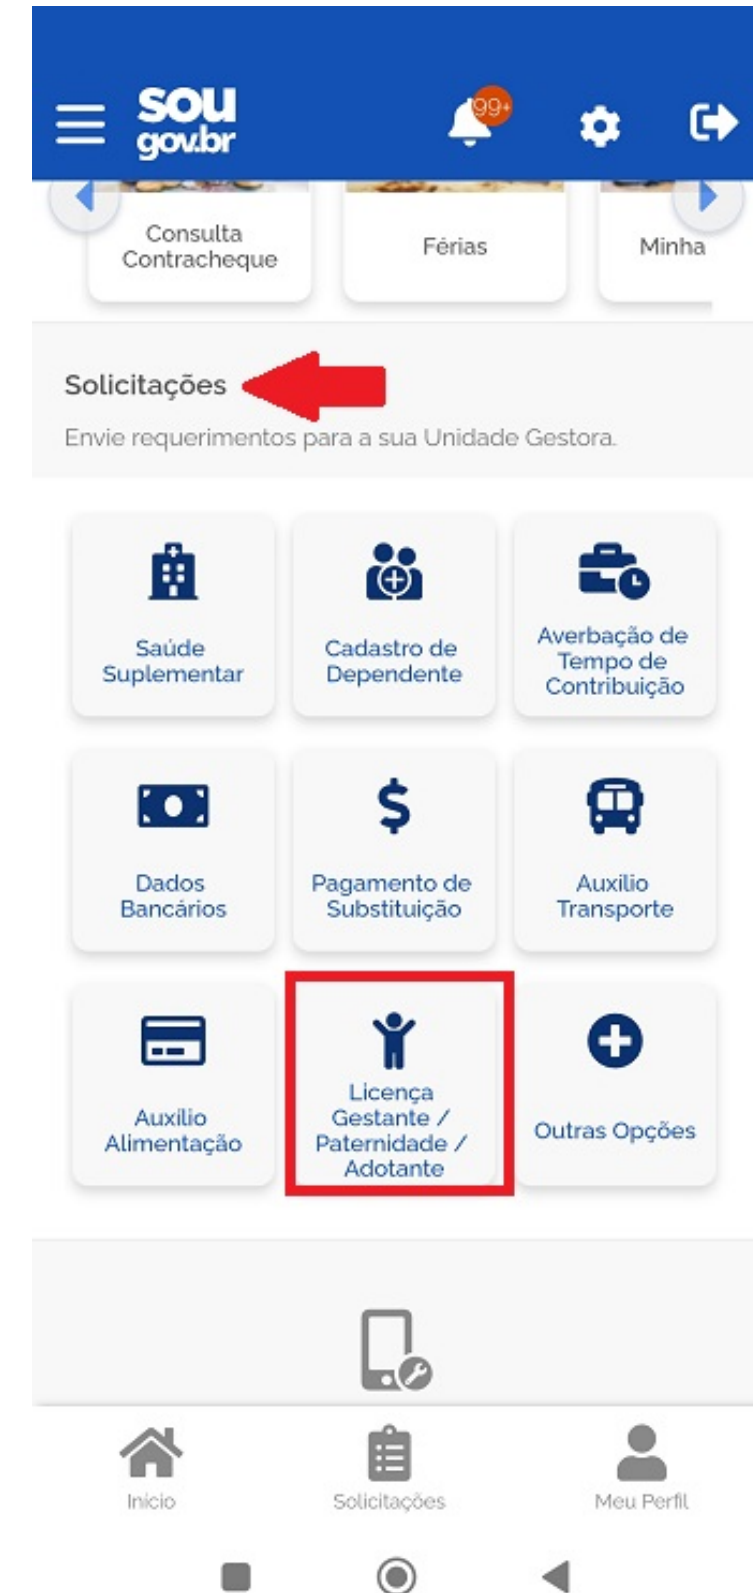 sou
gov.br
99+
Consulta
Contracheque
Férias
Minha
Solicitações
Envie requerimentos para a sua Unidade Gestora.
Saúde
Suplementar
Cadastro de
Dependente
Averbação de
Tempo de
Contribuição
Dados
Bancários
Pagamento de
Substituição
Auxílio
Transporte
Auxílio
Alimentação
Licença
Gestante /
Paternidade /
Adotante
Outras Opções
Início
Solicitações
Meu Perfil